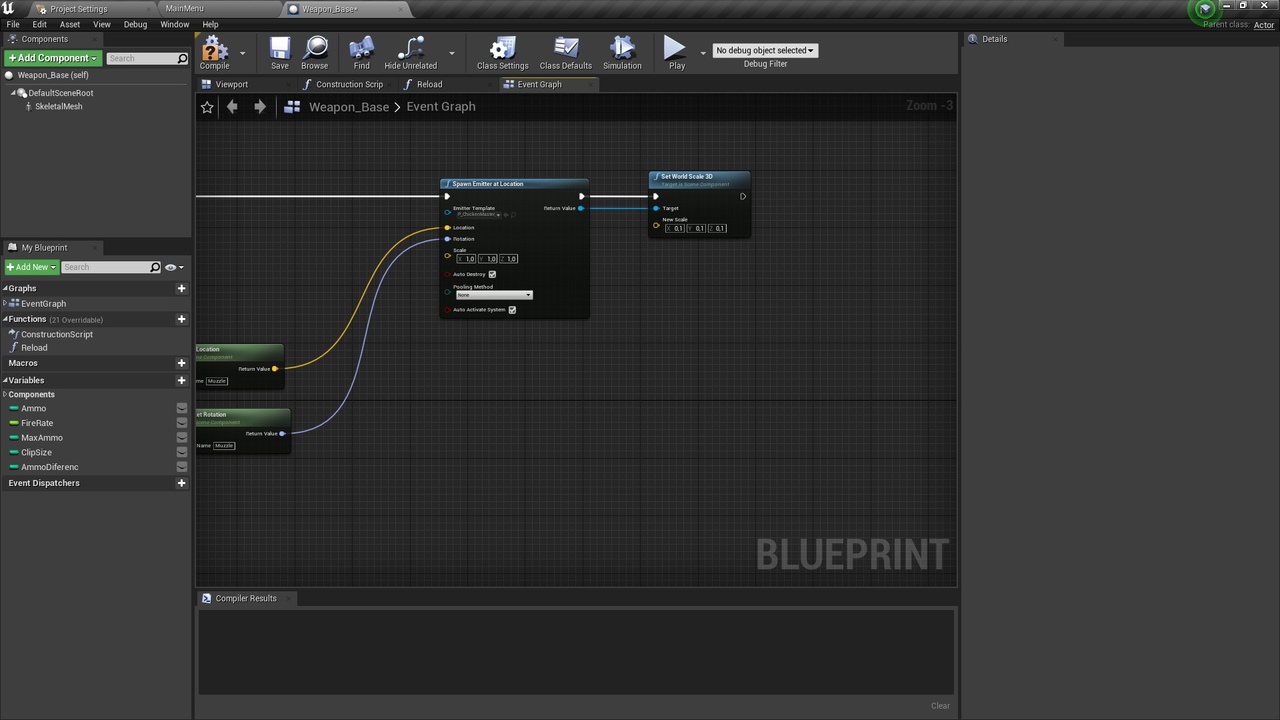 Project Settings
MainMenu
Weapon_Base*
File Edit Asset View Debug Window Help
Parent class: Actor
Components
+Add Component
Search
Weapon_Base (self)
DefaultSceneRoot
SkeletalMesh
Compile
Save
Browse
Find
Hide Unrelated
Class Settings
Class Defaults
Simulation
Play
No debug object selected
Debug Filter
Details
Viewport
Construction Scrip
Reload
Event Graph
Weapon_Base > Event Graph
Zoom -3
Spawn Emitter at Location
Emitter Template
P_ChickenMaster
Return Value
Location
Rotation
Scale
X 1,0 Y 1,0 Z 1,0
Auto Destroy
Pooling Method
None
Auto Activate System
Set World Scale 3D
Target is Scene Component
Target
New Scale
X 0,1 Y 0,1 Z 0,1
Location
Return Value
Muzzle
et Rotation
Return Value
Name Muzzle
My Blueprint
+Add New
Search
Graphs
EventGraph
Functions (21 Overridable)
ConstructionScript
Reload
Macros
Variables
Components
Ammo
FireRate
MaxAmmo
ClipSize
AmmoDiferenc
Event Dispatchers
BLUEPRINT
Compiler Results
Clear